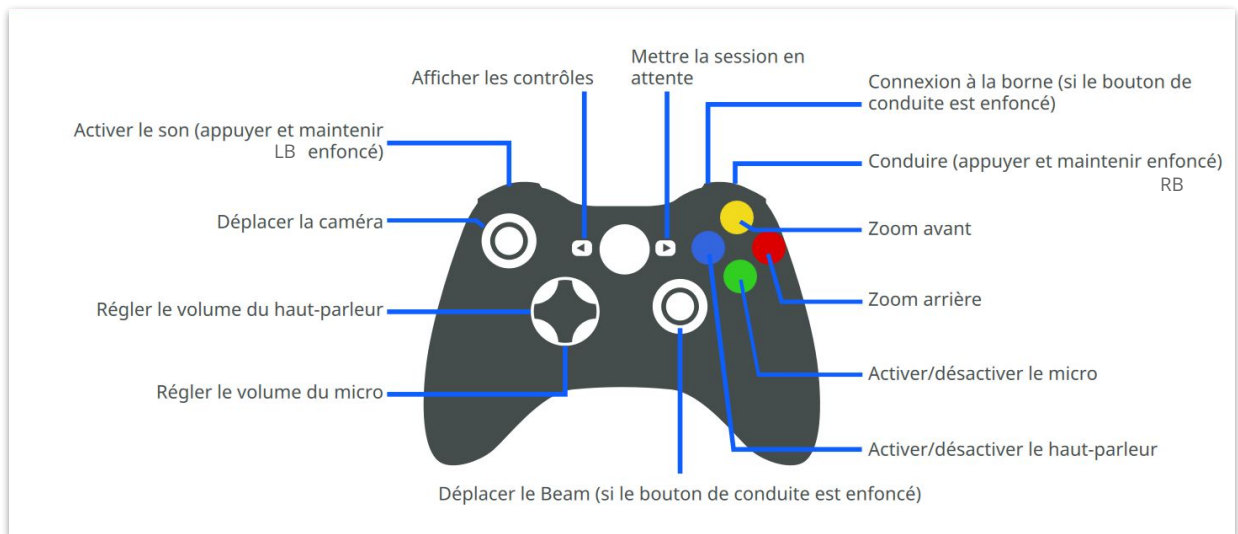 Afficher les contrôles
Mettre la session en
attente
Connexion à la borne (si le bouton de
conduite est enfoncé)
Activer le son (appuyer et maintenir
LB enfoncé)
Conduire (appuyer et maintenir enfoncé)
RB
Déplacer la caméra
Zoom avant
Régler le volume du haut-parleur
Zoom arrière
Régler le volume du micro
Activer/désactiver le micro
Activer/désactiver le haut-parleur
Déplacer le Beam (si le bouton de conduite est enfoncé)